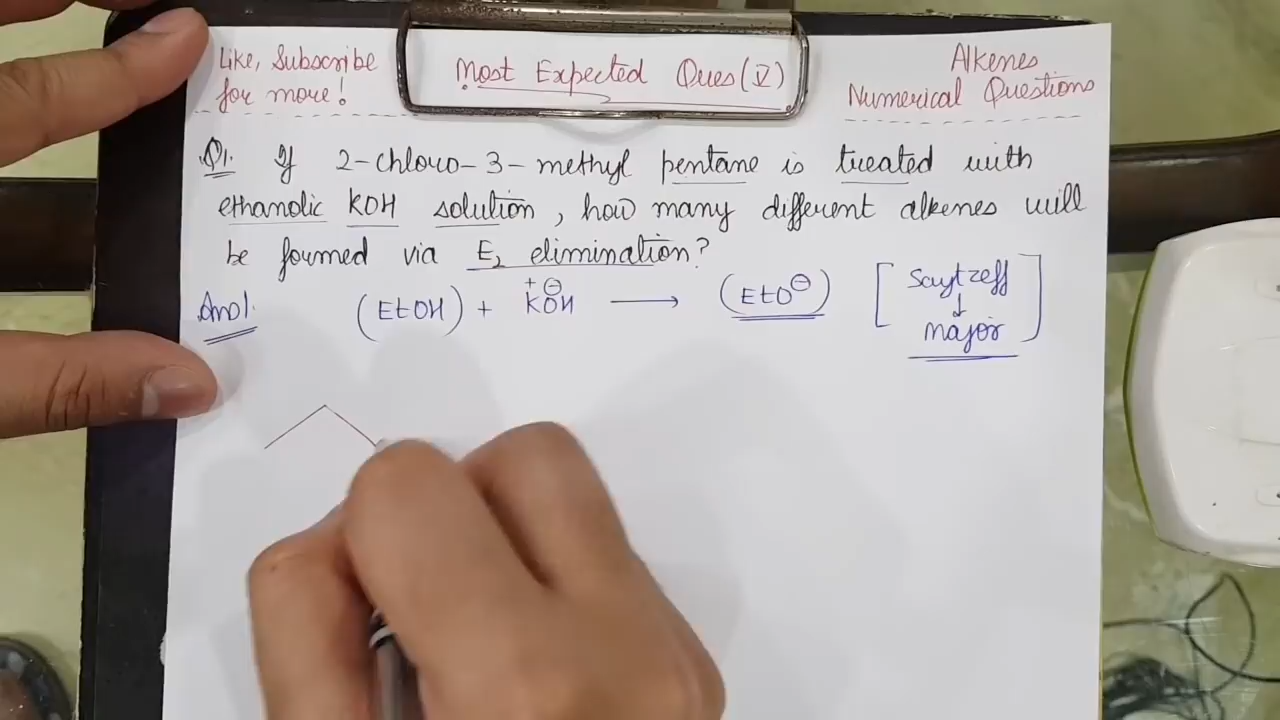 Like, Subscribe
for more!
Most Expected Ques (V)
Alkenes
Numerical Questions
Q1. If 2-chloro-3-methyl pentane is treated with
ethanolic KOH solution, how many different alkenes will
be formed via E2 elimination?
Ans1. (EtOH) + K⁺OH⊖ → (EtO⊖) [Saytzeff
↓
major]